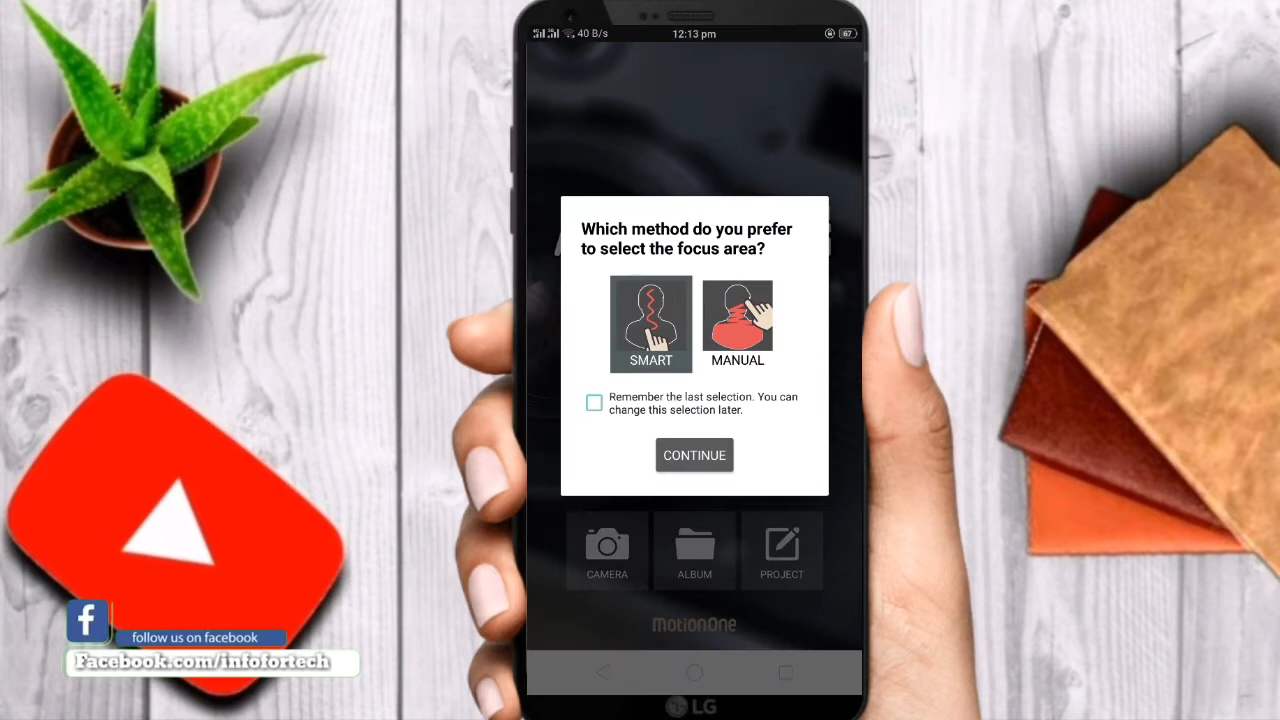 40 B/s
12:13 pm
67
Which method do you prefer
to select the focus area?
SMART
MANUAL
Remember the last selection. You can
change this selection later.
CONTINUE
CAMERA
ALBUM
PROJECT
MotionOne
LG
f
follow us on facebook
Facebook.com/infofortech